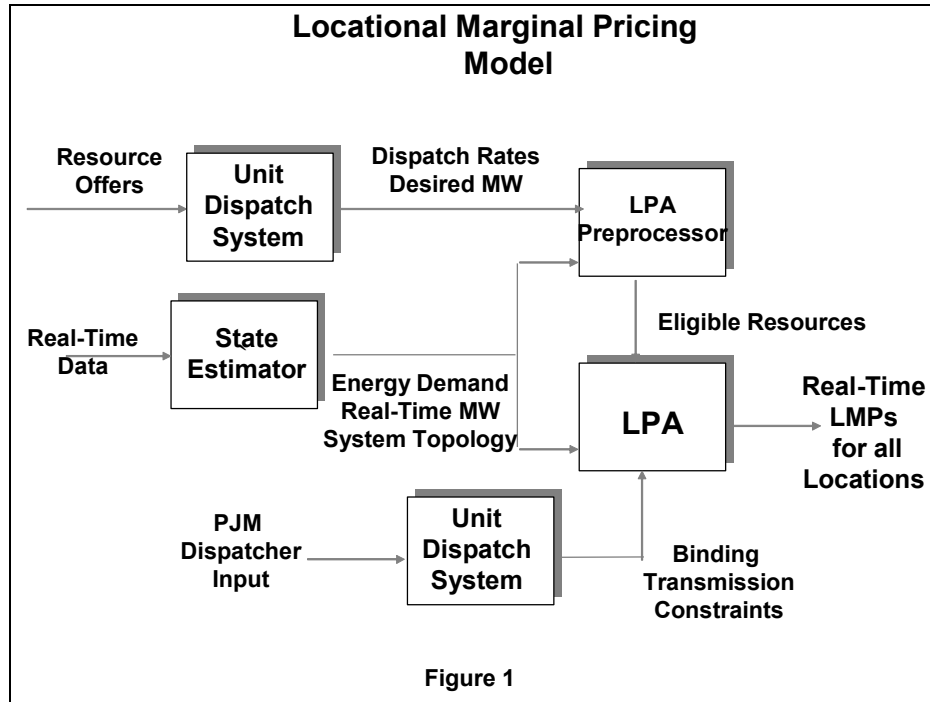 Locational Marginal Pricing
Model
Resource
Offers
Unit
Dispatch
System
Dispatch Rates
Desired MW
LPA
Preprocessor
Eligible Resources
Real-Time
Data
State
Estimator
Energy Demand
Real-Time MW
System Topology
LPA
Real-Time
LMPs
for all
Locations
PJM
Dispatcher
Input
Unit
Dispatch
System
Binding
Transmission
Constraints
Figure 1